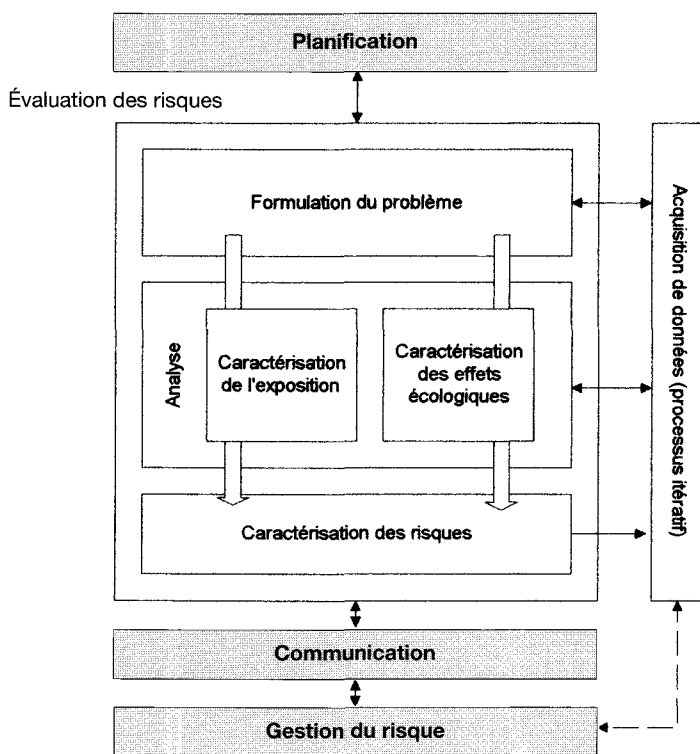 Planification
Évaluation des risques
Formulation du problème
Analyse
Caractérisation
de l'exposition
Caractérisation
des effets
écologiques
Caractérisation des risques
Acquisition de données (processus itératif)
Communication
Gestion du risque